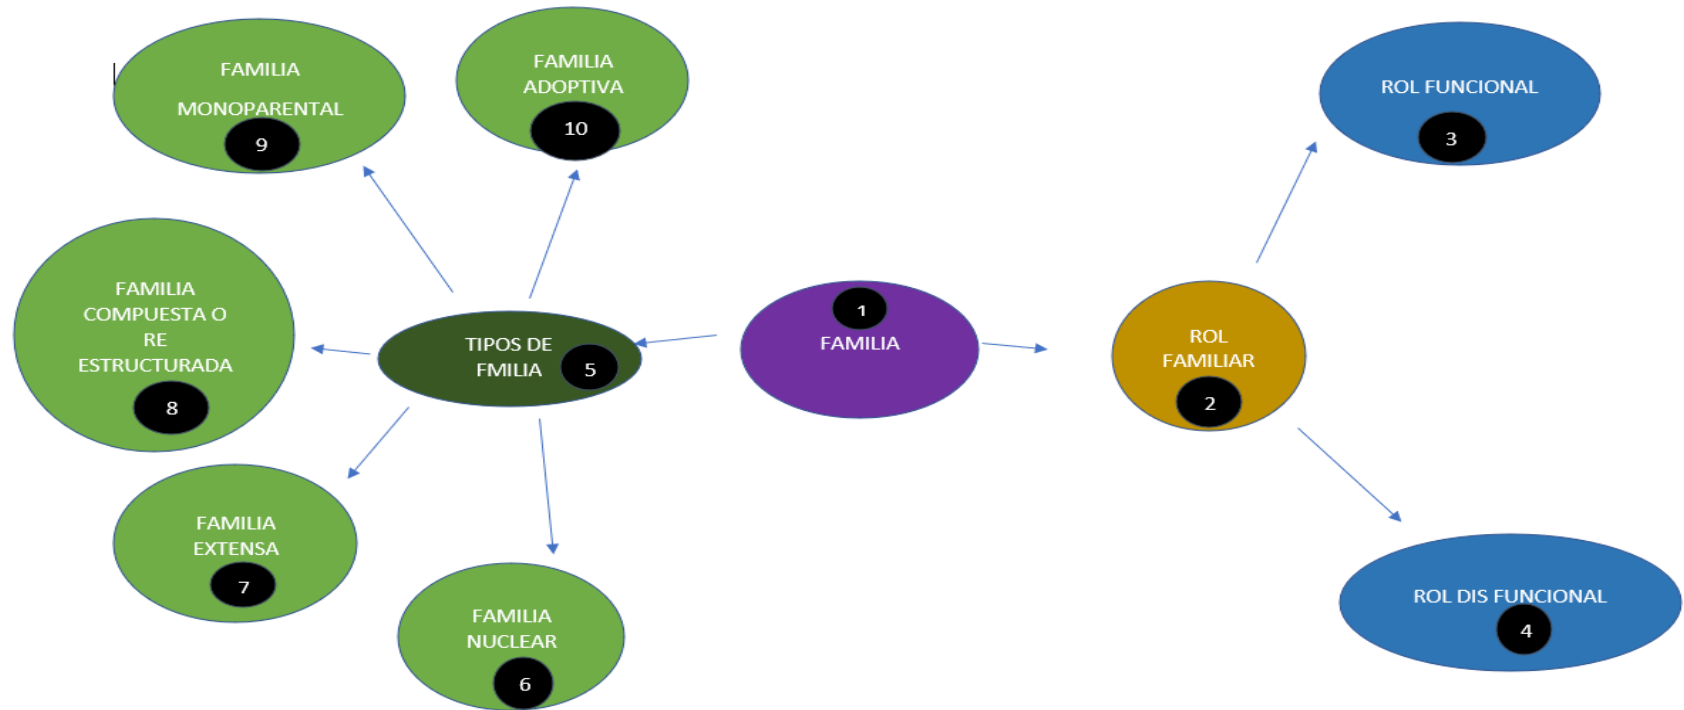 FAMILIA
MONOPARENTAL
9
FAMILIA
ADOPTIVA
10
ROL FUNCIONAL
3
FAMILIA
COMPUESTA O
RE
ESTRUCTURADA
8
TIPOS DE
FMILIA
5
1
FAMILIA
ROL
FAMILIAR
2
FAMILIA
EXTENSA
7
FAMILIA
NUCLEAR
6
ROL DIS FUNCIONAL
4